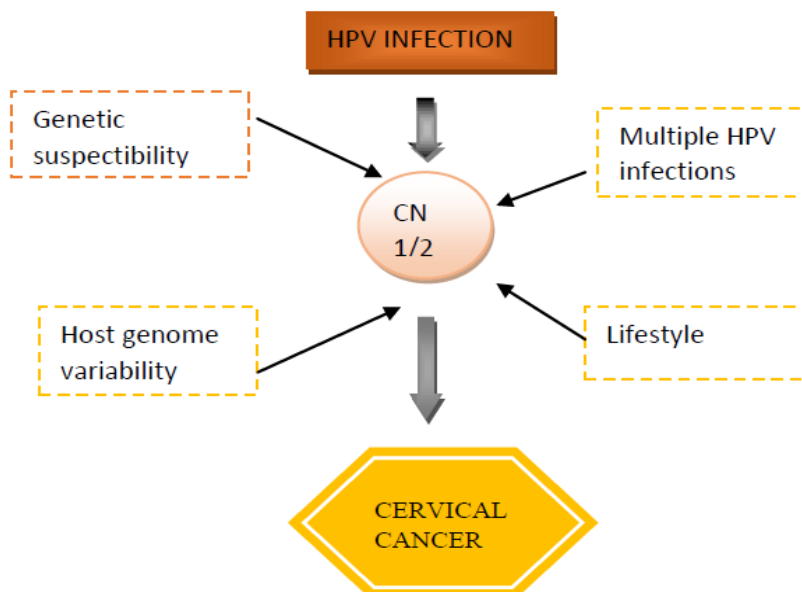 HPV INFECTION
Genetic
suspectibility
Multiple HPV
infections
CN
1/2
Host genome
variability
Lifestyle
CERVICAL
CANCER